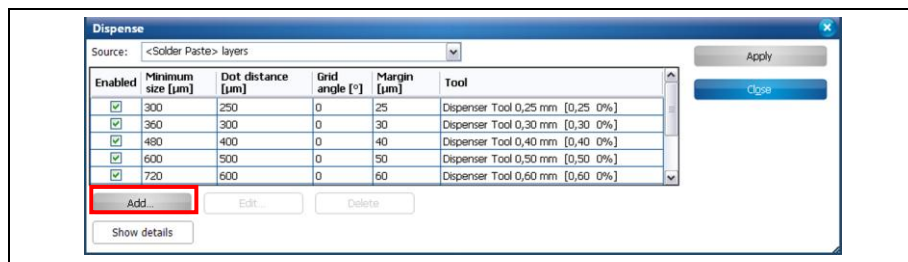 Dispense
Source: <Solder Paste> layers
Apply
Close
Enabled Minimum size [µm] Dot distance [µm] Grid angle [°] Margin [µm] Tool
300 250 0 25 Dispenser Tool 0,25 mm [0,25 0%]
360 300 0 30 Dispenser Tool 0,30 mm [0,30 0%]
480 400 0 40 Dispenser Tool 0,40 mm [0,40 0%]
600 500 0 50 Dispenser Tool 0,50 mm [0,50 0%]
720 600 0 60 Dispenser Tool 0,60 mm [0,60 0%]
Add... Edit... Delete
Show details